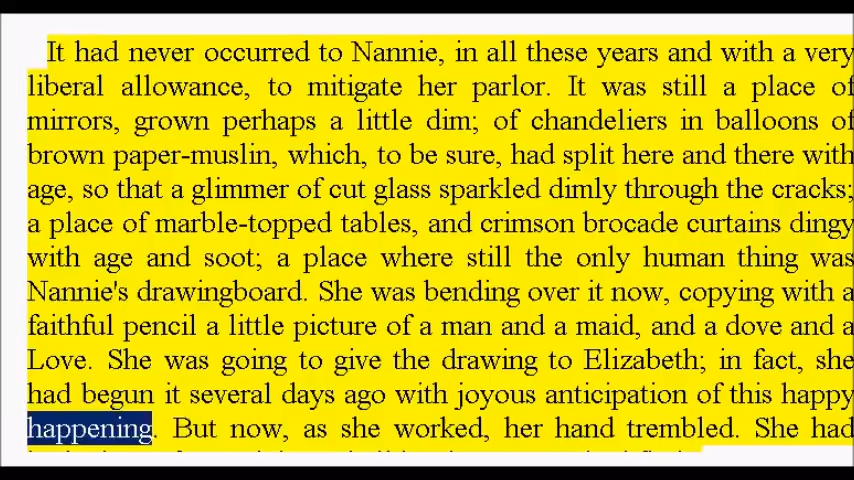 It had never occurred to Nannie, in all these years and with a very
liberal allowance, to mitigate her parlor. It was still a place of
mirrors, grown perhaps a little dim; of chandeliers in balloons of
brown paper-muslin, which, to be sure, had split here and there with
age, so that a glimmer of cut glass sparkled dimly through the cracks;
a place of marble-topped tables, and crimson brocade curtains dingy
with age and soot; a place where still the only human thing was
Nannie's drawingboard. She was bending over it now, copying with a
faithful pencil a little picture of a man and a maid, and a dove and a
Love. She was going to give the drawing to Elizabeth; in fact, she
had begun it several days ago with joyous anticipation of this happy
happening. But now, as she worked, her hand trembled. She had